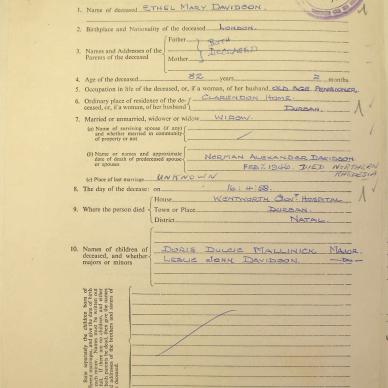 1. Name of deceased ETHEL MARY DAVIDSON.
2. Birthplace and Nationality of the deceased LONDON.
3. Names and Addresses of the Parents of the deceased
Father
Mother
BOTH
DECEASED
4. Age of the deceased 82 years 2 months
5. Occupation in life of the deceased, or, if a woman, of her husband OLD AGE PENSIONER
6. Ordinary place of residence of the de-
ceased, or, if a woman, of her husband
CLARENDON HOME
DURBAN.
7. Married or unmarried, widower or widow WIDOW.
(a) Name of surviving spouse (if any)
and whether married in community
of property or not
(b) Name or names and approximate
date of death of predeceased spouse
or spouses
NORMAN ALEXANDER DAVIDSON
FEBY. 1946. DIED NORTHERN
RHODESIA
(c) Place of last marriage. UNKNOWN
8. The day of the decease: on 16.4.58.
9. Where the person died
House WENTWORTH GOVT HOSPITAL
Town or Place DURBAN.
District NATAL.
10. Names of children of
deceased, and whether
majors or minors
DORIS DULCIE MALLINICK MAJOR.
LESLIE JOHN DAVIDSON. —do—